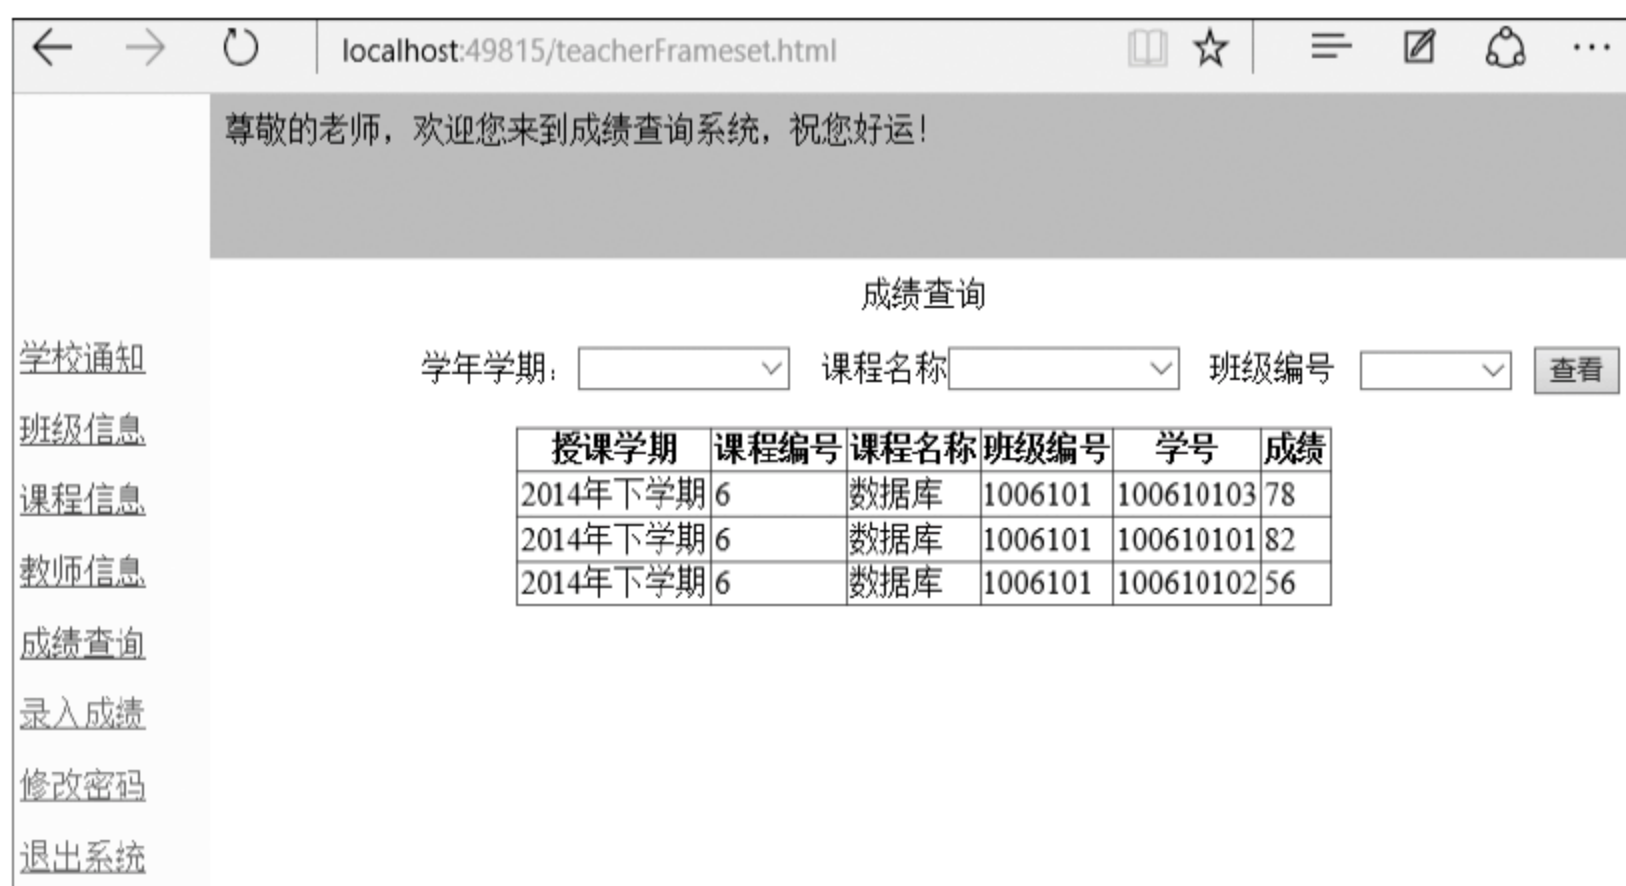 localhost:49815/teacherFrameset.html
尊敬的老师，欢迎您来到成绩查询系统，祝您好运！
成绩查询
学年学期： 课程名称 班级编号 查看
授课学期 课程编号 课程名称 班级编号 学号 成绩
2014年下学期 6 数据库 1006101 100610103 78
2014年下学期 6 数据库 1006101 100610101 82
2014年下学期 6 数据库 1006101 100610102 56
学校通知
班级信息
课程信息
教师信息
成绩查询
录入成绩
修改密码
退出系统